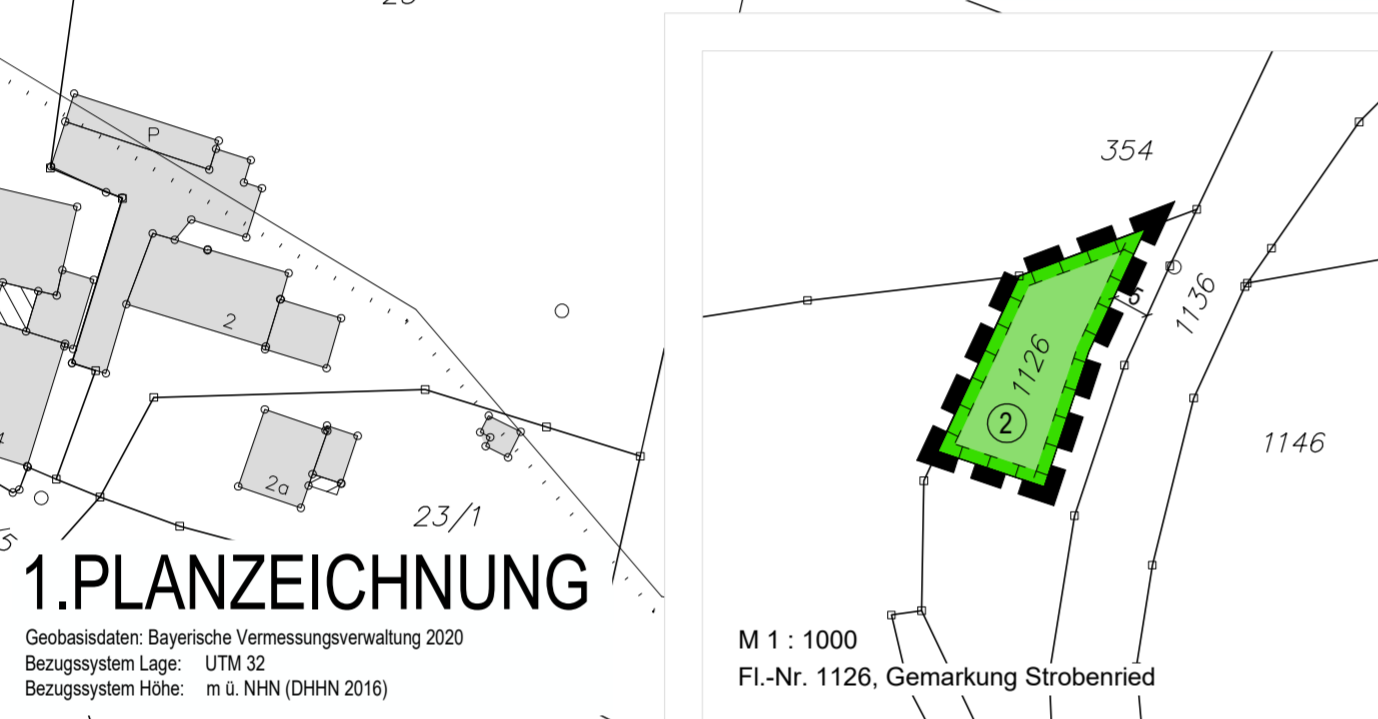 P
2
2a
23/1
1.PLANZEICHNUNG
Geobasisdaten: Bayerische Vermessungsverwaltung 2020
Bezugssystem Lage: UTM 32
Bezugssystem Höhe: m ü. NHN (DHHN 2016)
354
5
1136
1126
2
1146
M 1 : 1000
Fl.-Nr. 1126, Gemarkung Strobenried